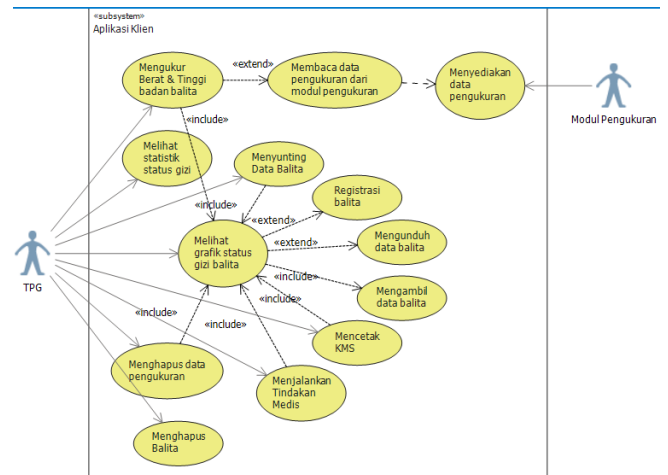 «subsystem»
Aplikasi Klien
Mengukur
Berat & Tinggi
badan balita
«extend»
Membaca data
pengukuran dari
modul pengukuran
Menyediakan
data
pengukuran
Modul Pengukuran
«include»
Melihat
statistik
status gizi
Menyunting
Data Balita
«include»
Registrasi
balita
«extend»
Melihat
grafik status
gizi balita
«extend»
Mengunduh
data balita
TPG
«include»
Mengambil
data balita
«include»
«include»
Mencetak
KMS
Menghapus data
pengukuran
Menjalankan
Tindakan
Medis
Menghapus
Balita